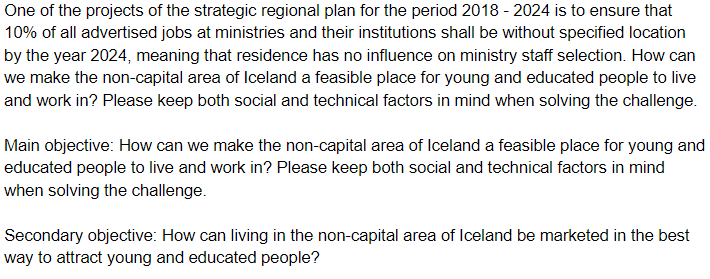 One of the projects of the strategic regional plan for the period 2018 - 2024 is to ensure that
10% of all advertised jobs at ministries and their institutions shall be without specified location
by the year 2024, meaning that residence has no influence on ministry staff selection. How can
we make the non-capital area of Iceland a feasible place for young and educated people to live
and work in? Please keep both social and technical factors in mind when solving the challenge.
Main objective: How can we make the non-capital area of Iceland a feasible place for young and
educated people to live and work in? Please keep both social and technical factors in mind
when solving the challenge.
Secondary objective: How can living in the non-capital area of Iceland be marketed in the best
way to attract young and educated people?